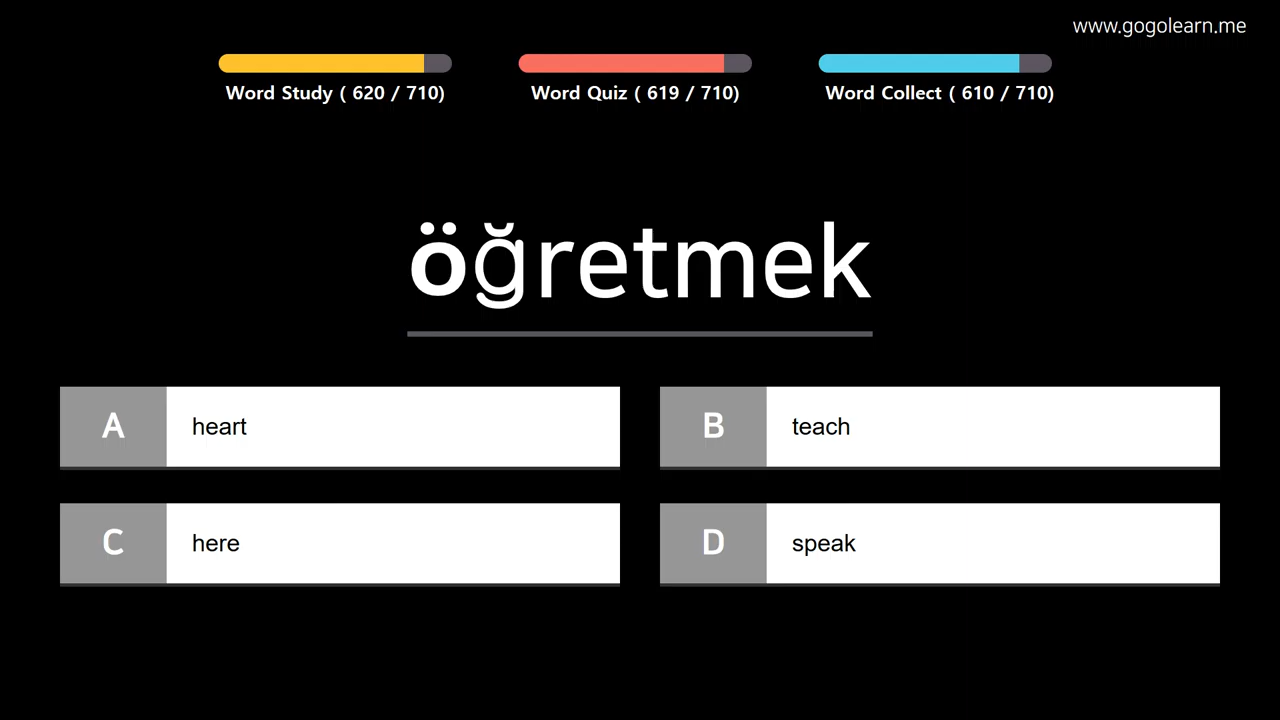 www.gogolearn.me
Word Study ( 620 / 710)
Word Quiz ( 619 / 710)
Word Collect ( 610 / 710)
öğretmek
A heart
B teach
C here
D speak